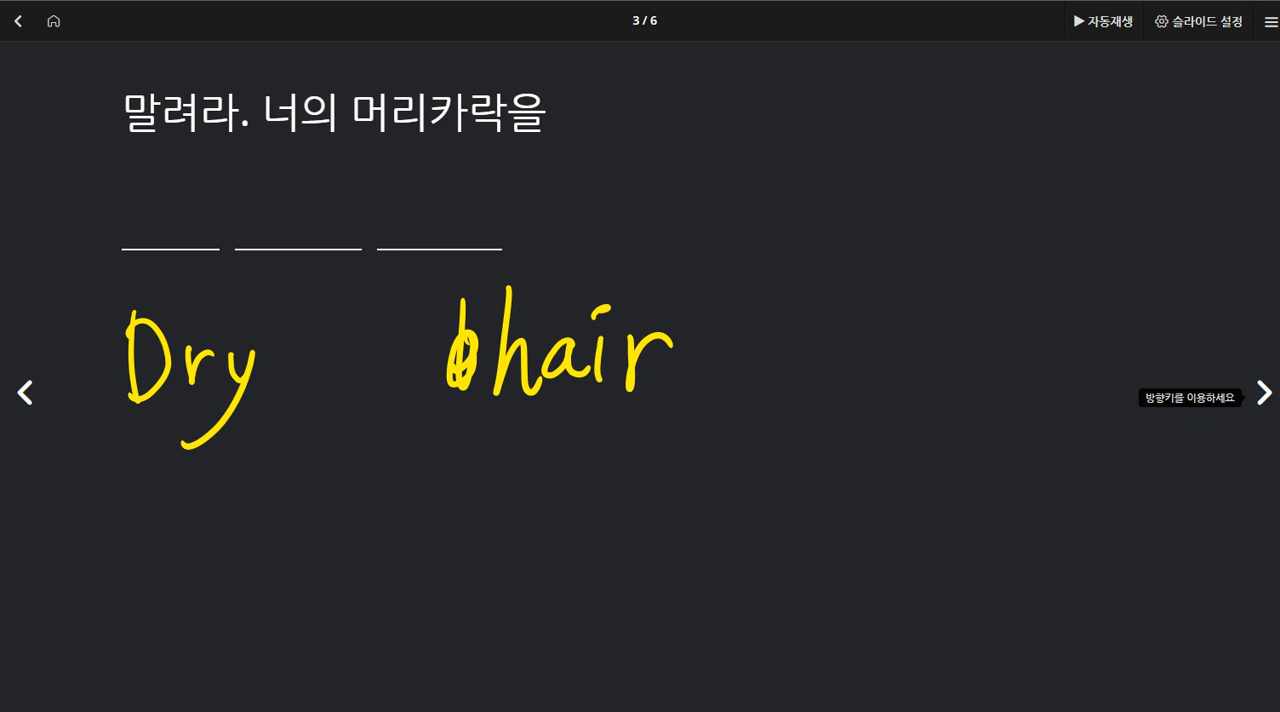 3 / 6
자동재생
슬라이드 설정
말려라. 너의 머리카락을
Dry hair
방향키를 이용하세요